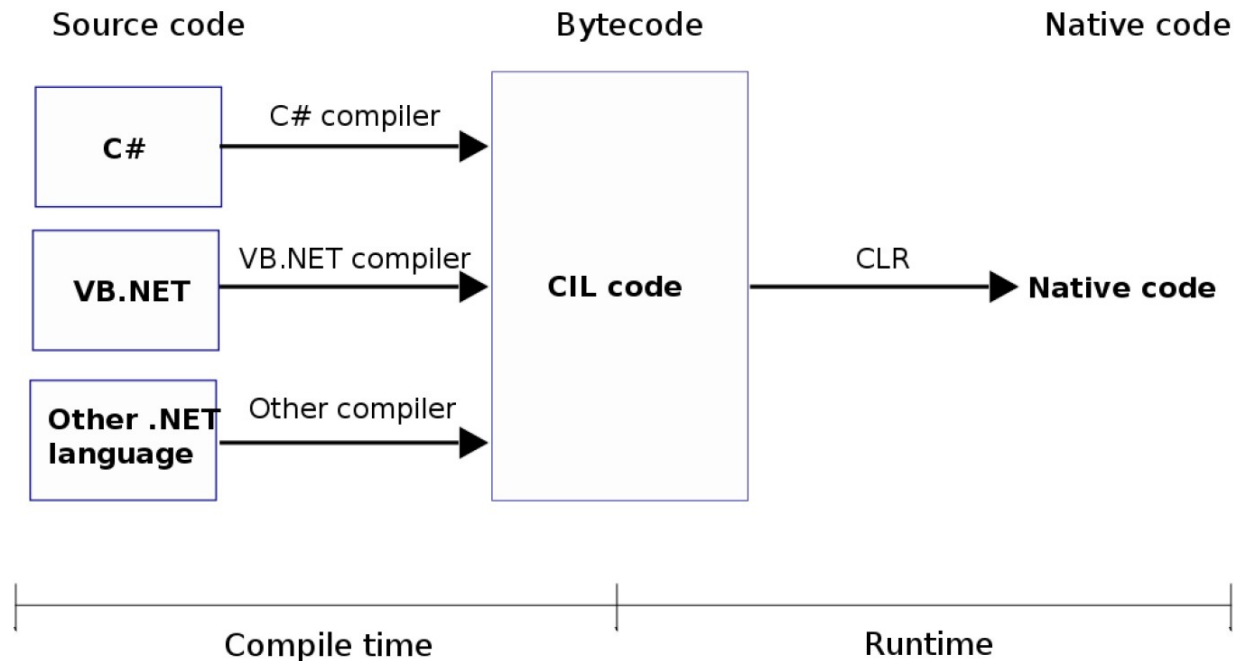 Source code
Bytecode
Native code
C#
C# compiler
VB.NET
VB.NET compiler
CIL code
CLR
Native code
Other .NET
language
Other compiler
Compile time
Runtime